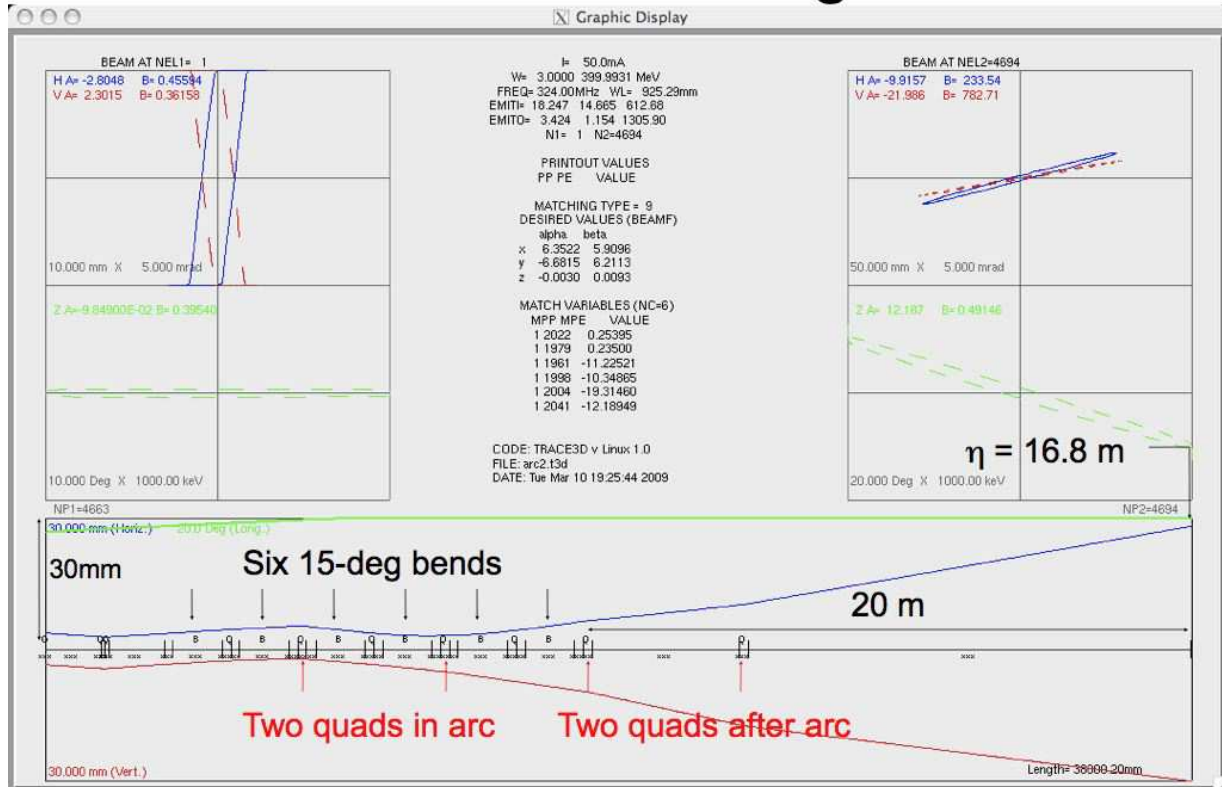 g
Graphic Display
BEAM AT NEL1= 1
H A= -2.8048 B= 0.45594
V A= 2.3015 B= 0.36158
10.000 mm X 5.000 mrad
Z A=-9.84900E-02 B= 0.39540
10.000 Deg X 1000.00 keV
NP1=4663
I= 50.0mA
W= 3.0000 399.9931 MeV
FREQ= 324.00MHz WL= 925.29mm
EMITI= 18.247 14.665 612.68
EMITO= 3.424 1.154 1305.90
N1= 1 N2=4694
PRINTOUT VALUES
PP PE VALUE
MATCHING TYPE = 9
DESIRED VALUES (BEAMF)
alpha beta
x 6.3522 5.9096
y -6.6815 6.2113
z -0.0030 0.0093
MATCH VARIABLES (NC=6)
MPP MPE VALUE
1 2022 0.25395
1 1979 0.23500
1 1961 -11.22521
1 1998 -10.34865
1 2004 -19.31460
1 2041 -12.18949
CODE: TRACE3D v Linux 1.0
FILE: arc2.t3d
DATE: Tue Mar 10 19:25:44 2009
BEAM AT NEL2=4694
H A= -9.9157 B= 233.54
V A= -21.986 B= 782.71
50.000 mm X 5.000 mrad
Z A= 12.187 B= 0.49146
η = 16.8 m
20.000 Deg X 1000.00 keV
NP2=4694
30.000 mm (Horiz.) 20.0 Deg (Long.)
30mm
Six 15-deg bends
20 m
B Q B Q B Q B Q B Q B Q Q
Two quads in arc
Two quads after arc
30.000 mm (Vert.)
Length= 38000.20mm